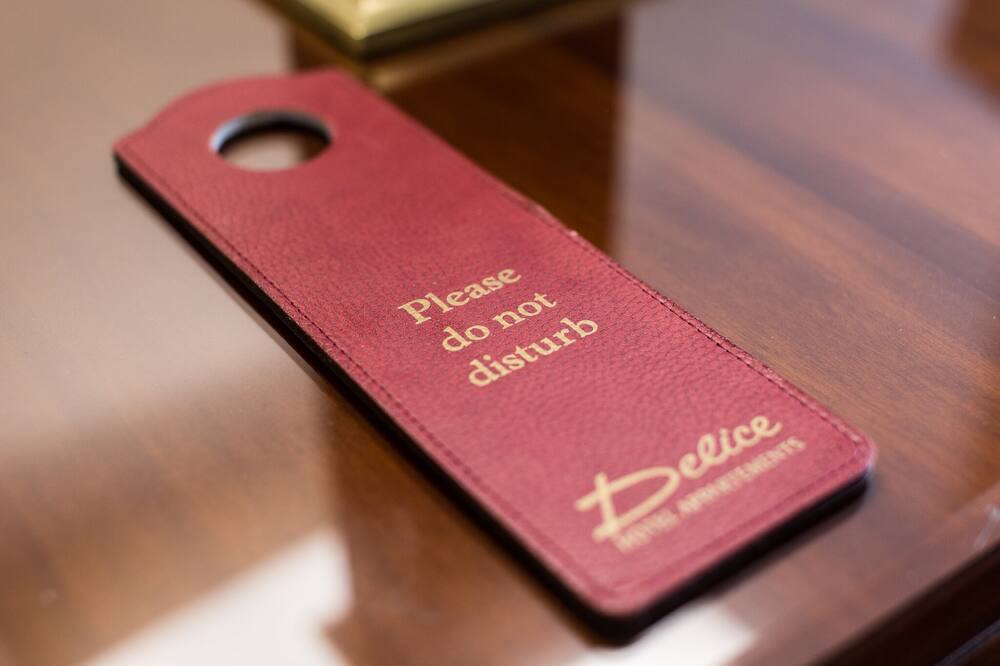 Please
do not
disturb
Delice
HOTEL APPARTEMENTS